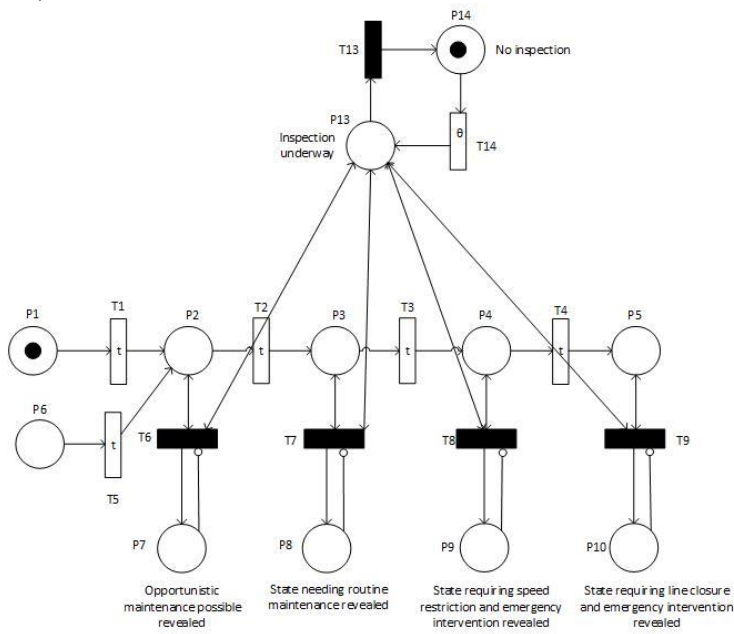 P14
T13
No inspection
P13
θ
T14
Inspection
underway
P1
T1
P2
T2
P3
T3
P4
T4
P5
t
t
t
t
P6
t
T6
T7
T8
T9
T5
P7
P8
P9
P10
Opportunistic
maintenance possible
revealed
State needing routine
maintenance revealed
State requiring speed
restriction and emergency
intervention revealed
State requiring line closure
and emergency intervention
revealed